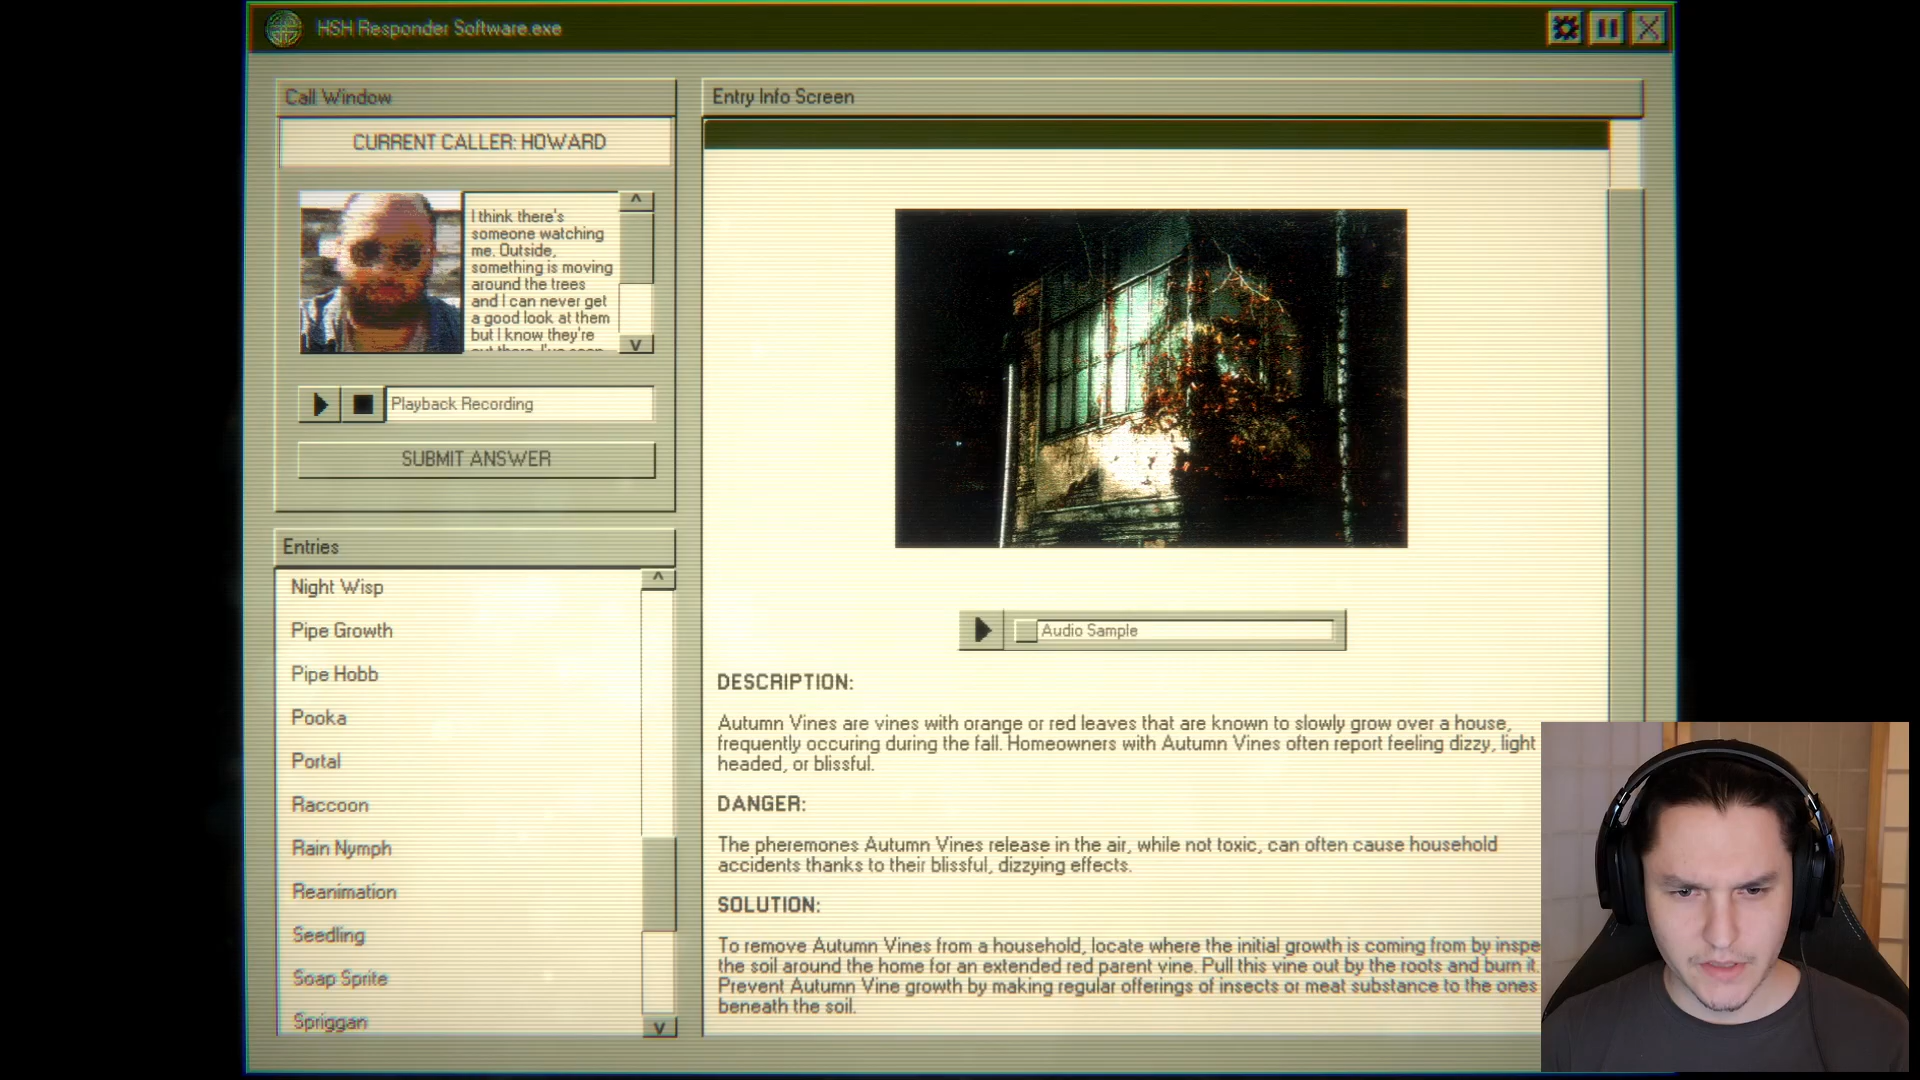 HSH Responder Software.exe
Call Window
CURRENT CALLER: HOWARD
I think there's
someone watching
me. Outside,
something is moving
around the trees
and I can never get
a good look at them
but I know they're
Playback Recording
SUBMIT ANSWER
Entries
Night Wisp
Pipe Growth
Pipe Hobb
Pooka
Portal
Raccoon
Rain Nymph
Reanimation
Seedling
Soap Sprite
Spriggan
Entry Info Screen
Audio Sample
DESCRIPTION:
Autumn Vines are vines with orange or red leaves that are known to slowly grow over a house,
frequently occuring during the fall. Homeowners with Autumn Vines often report feeling dizzy, light
headed, or blissful.
DANGER:
The pheremones Autumn Vines release in the air, while not toxic, can often cause household
accidents thanks to their blissful, dizzying effects.
SOLUTION:
To remove Autumn Vines from a household, locate where the initial growth is coming from by inspe
the soil around the home for an extended red parent vine. Pull this vine out by the roots and burn it.
Prevent Autumn Vine growth by making regular offerings of insects or meat substance to the ones
beneath the soil.